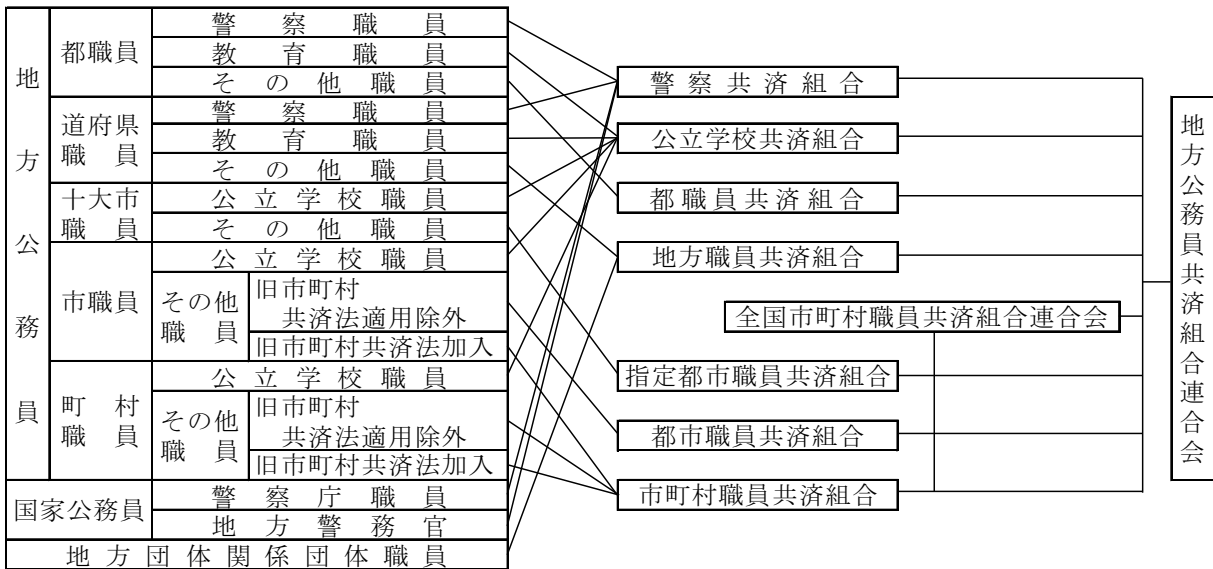 地方公務員
都職員
警察職員
教育職員
その他職員
道府県
職員
警察職員
教育職員
その他職員
十大市
職員
公立学校職員
その他職員
市職員
公立学校職員
その他
職員
旧市町村
共済法適用除外
旧市町村共済法加入
町村
職員
公立学校職員
その他
職員
旧市町村
共済法適用除外
旧市町村共済法加入
国家公務員
警察庁職員
地方警務官
地方団体関係団体職員
警察共済組合
公立学校共済組合
都職員共済組合
地方職員共済組合
全国市町村職員共済組合連合会
指定都市職員共済組合
都市職員共済組合
市町村職員共済組合
地方公務員共済組合連合会